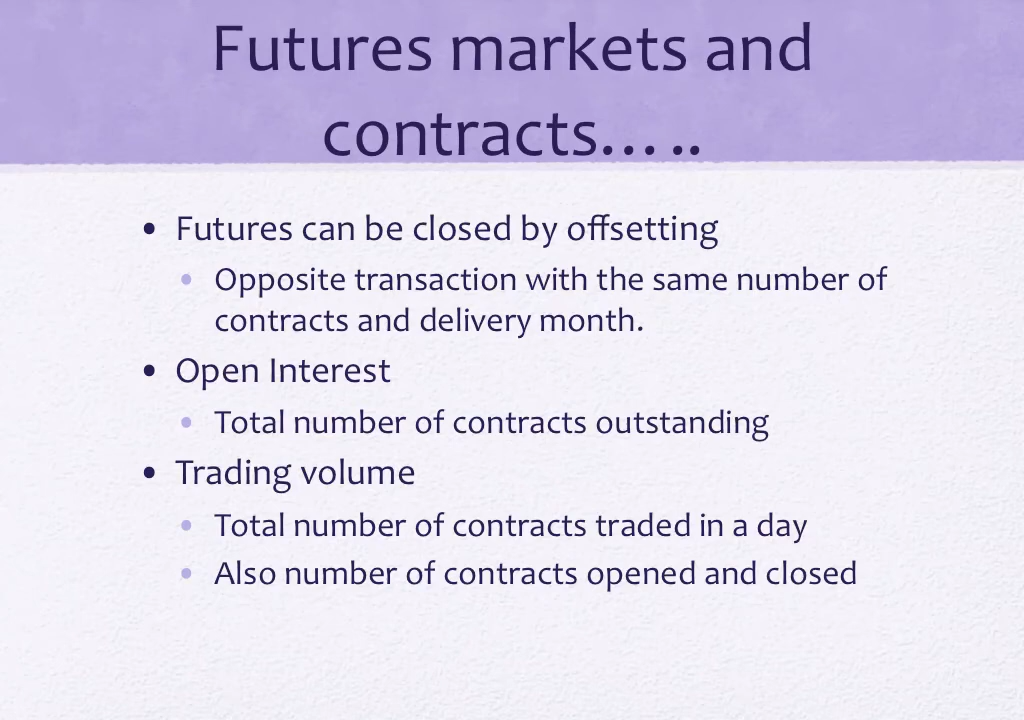 Futures markets and
contracts…..
• Futures can be closed by offsetting
• Opposite transaction with the same number of
contracts and delivery month.
• Open Interest
• Total number of contracts outstanding
• Trading volume
• Total number of contracts traded in a day
• Also number of contracts opened and closed